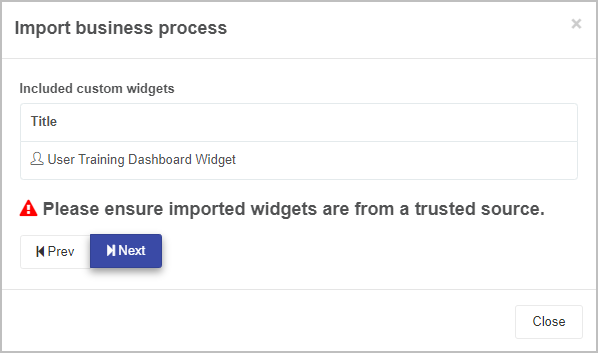 Import business process
×
Included custom widgets
Title
User Training Dashboard Widget
Please ensure imported widgets are from a trusted source.
Prev Next
Close